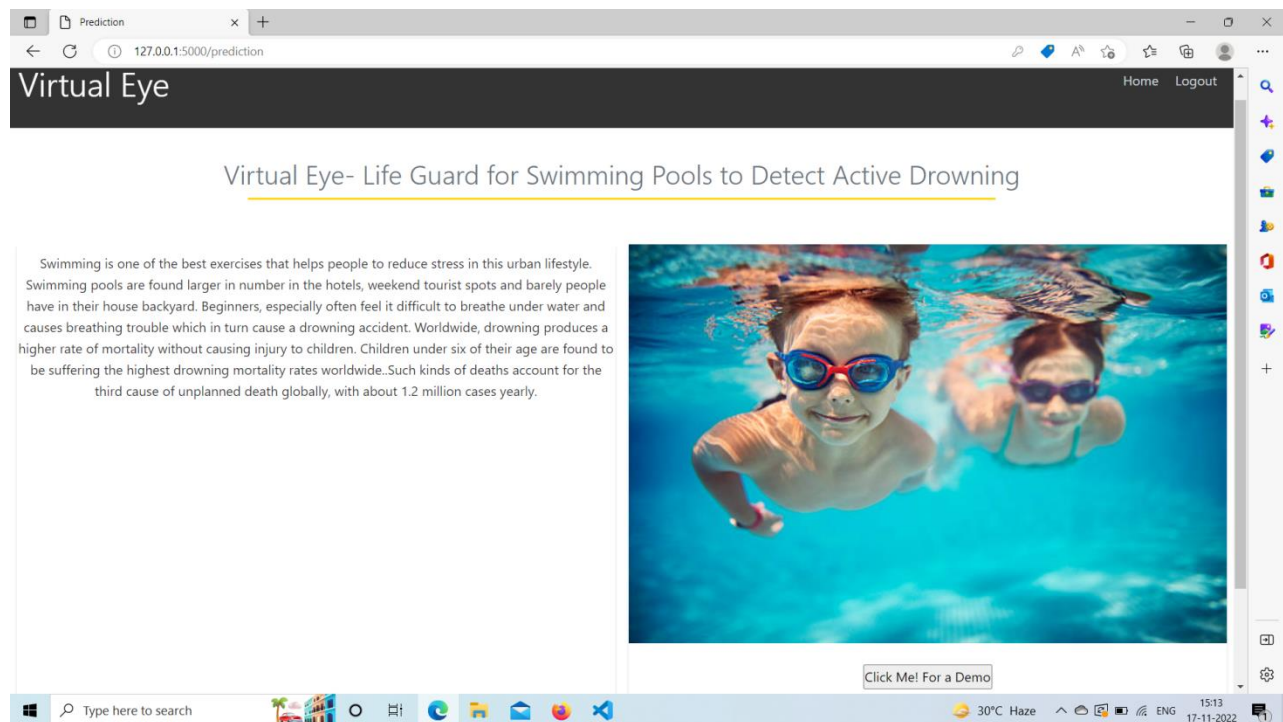 Prediction
127.0.0.1:5000/prediction
Virtual Eye
Home Logout
Virtual Eye- Life Guard for Swimming Pools to Detect Active Drowning
Swimming is one of the best exercises that helps people to reduce stress in this urban lifestyle.
Swimming pools are found larger in number in the hotels, weekend tourist spots and barely people
have in their house backyard. Beginners, especially often feel it difficult to breathe under water and
causes breathing trouble which in turn cause a drowning accident. Worldwide, drowning produces a
higher rate of mortality without causing injury to children. Children under six of their age are found to
be suffering the highest drowning mortality rates worldwide..Such kinds of deaths account for the
third cause of unplanned death globally, with about 1.2 million cases yearly.
Click Me! For a Demo
Type here to search
30°C Haze
ENG
15:13
17-11-2022